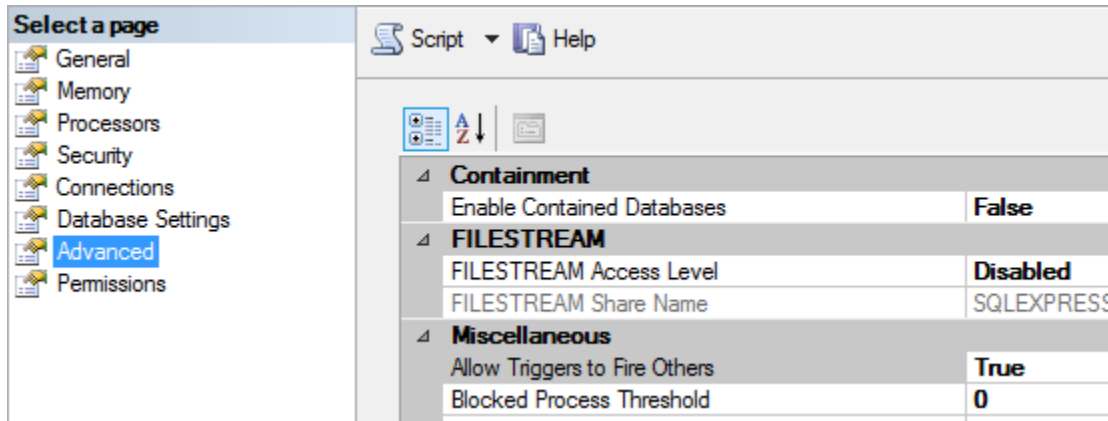 Select a page
General
Memory
Processors
Security
Connections
Database Settings
Advanced
Permissions
Script Help
Containment
Enable Contained Databases False
FILESTREAM
FILESTREAM Access Level Disabled
FILESTREAM Share Name SQLEXPRESS
Miscellaneous
Allow Triggers to Fire Others True
Blocked Process Threshold 0